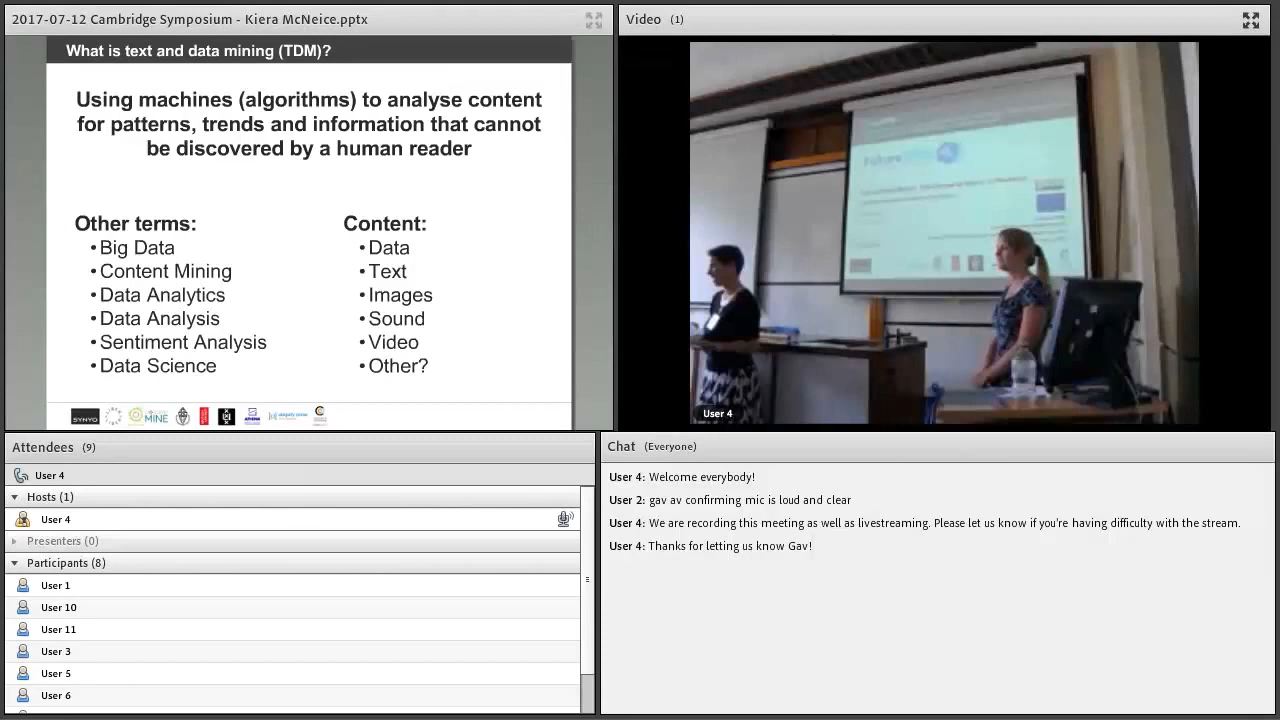 2017-07-12 Cambridge Symposium - Kiera McNeice.pptx
What is text and data mining (TDM)?
Using machines (algorithms) to analyse content
for patterns, trends and information that cannot
be discovered by a human reader
Other terms:
•Big Data
•Content Mining
•Data Analytics
•Data Analysis
•Sentiment Analysis
•Data Science
Content:
•Data
•Text
•Images
•Sound
•Video
•Other?
SYNYO
MINE
Video (1)
User 4
Attendees (9)
User 4
Hosts (1)
User 4
Presenters (0)
Participants (8)
User 1
User 10
User 11
User 3
User 5
User 6
Chat (Everyone)
User 4: Welcome everybody!
User 2: gav av confirming mic is loud and clear
User 4: We are recording this meeting as well as livestreaming. Please let us know if you're having difficulty with the stream.
User 4: Thanks for letting us know Gav!